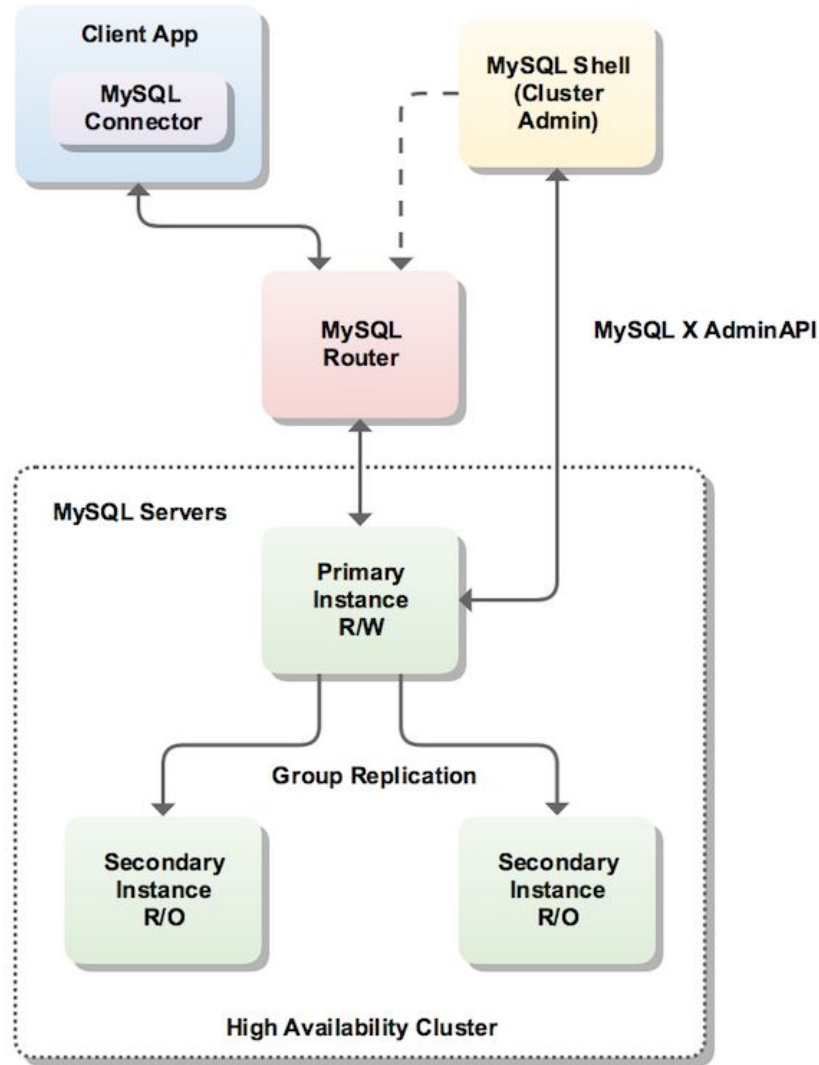 Client App
MySQL
Connector
MySQL Shell
(Cluster
Admin)
MySQL
Router
MySQL X AdminAPI
MySQL Servers
Primary
Instance
R/W
Group Replication
Secondary
Instance
R/O
Secondary
Instance
R/O
High Availability Cluster